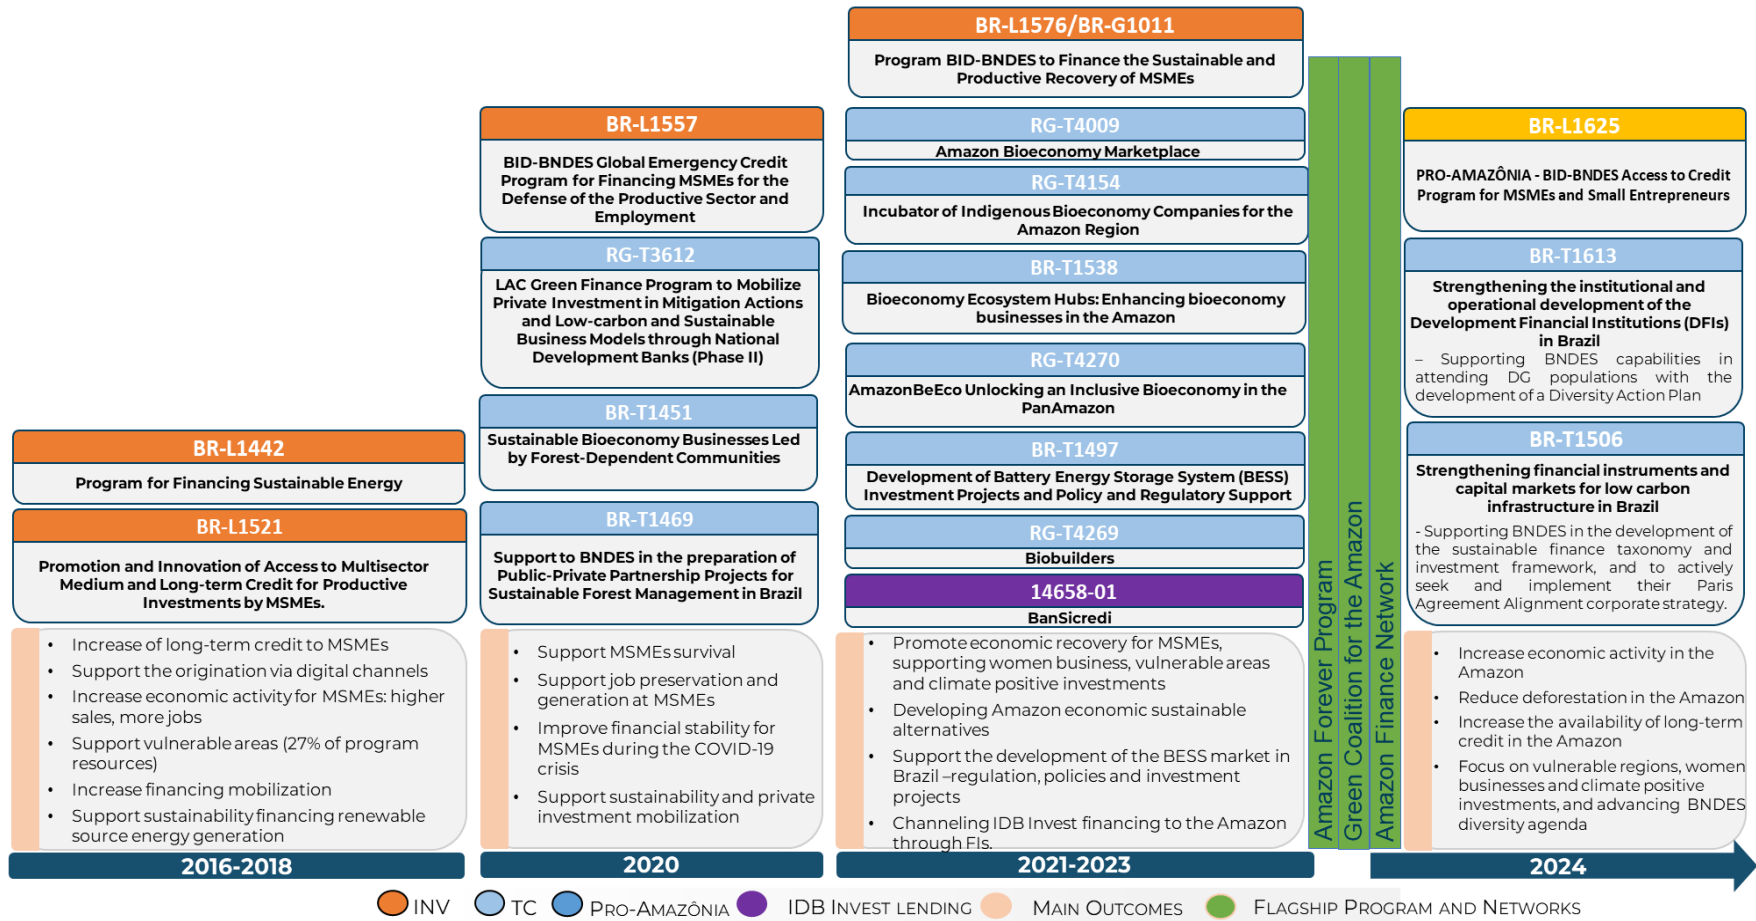 BR-L1442
Program for Financing Sustainable Energy
BR-L1521
Promotion and Innovation of Access to Multisector
Medium and Long-term Credit for Productive
Investments by MSMEs.
• Increase of long-term credit to MSMEs
• Support the origination via digital channels
• Increase economic activity for MSMEs: higher
sales, more jobs
• Support vulnerable areas (27% of program
resources)
• Increase financing mobilization
• Support sustainability financing renewable
source energy generation
2016-2018
BR-L1557
BID-BNDES Global Emergency Credit
Program for Financing MSMEs for the
Defense of the Productive Sector and
Employment
RG-T3612
LAC Green Finance Program to Mobilize
Private Investment in Mitigation Actions
and Low-carbon and Sustainable
Business Models through National
Development Banks (Phase II)
BR-T1451
Sustainable Bioeconomy Businesses Led
by Forest-Dependent Communities
BR-T1469
Support to BNDES in the preparation of
Public-Private Partnership Projects for
Sustainable Forest Management in Brazil
• Support MSMEs survival
• Support job preservation and
generation at MSMEs
• Improve financial stability for
MSMEs during the COVID-19
crisis
• Support sustainability and private
investment mobilization
2020
BR-L1576/BR-G1011
Program BID-BNDES to Finance the Sustainable and
Productive Recovery of MSMEs
RG-T4009
Amazon Bioeconomy Marketplace
RG-T4154
Incubator of Indigenous Bioeconomy Companies for the
Amazon Region
BR-T1538
Bioeconomy Ecosystem Hubs: Enhancing bioeconomy
businesses in the Amazon
RG-T4270
AmazonBeEco Unlocking an Inclusive Bioeconomy in the
PanAmazon
BR-T1497
Development of Battery Energy Storage System (BESS)
Investment Projects and Policy and Regulatory Support
RG-T4269
Biobuilders
14658-01
BanSicredi
• Promote economic recovery for MSMEs,
supporting women business, vulnerable areas
and climate positive investments
• Developing Amazon economic sustainable
alternatives
• Support the development of the BESS market in
Brazil –regulation, policies and investment
projects
• Channeling IDB Invest financing to the Amazon
through FIs.
2021-2023
Amazon Forever Program
Green Coalition for the Amazon
Amazon Finance Network
BR-L1625
PRO-AMAZÔNIA - BID-BNDES Access to Credit
Program for MSMEs and Small Entrepreneurs
BR-T1613
Strengthening the institutional and
operational development of the
Development Financial Institutions (DFIs)
in Brazil
– Supporting BNDES capabilities in
attending DG populations with the
development of a Diversity Action Plan
BR-T1506
Strengthening financial instruments and
capital markets for low carbon
infrastructure in Brazil
- Supporting BNDES in the development of
the sustainable finance taxonomy and
investment framework, and to actively
seek and implement their Paris
Agreement Alignment corporate strategy.
• Increase economic activity in the
Amazon
• Reduce deforestation in the Amazon
• Increase the availability of long-term
credit in the Amazon
• Focus on vulnerable regions, women
businesses and climate positive
investments, and advancing BNDES
diversity agenda
2024
INV
TC
PRO-AMAZÔNIA
IDB INVEST LENDING
MAIN OUTCOMES
FLAGSHIP PROGRAM AND NETWORKS